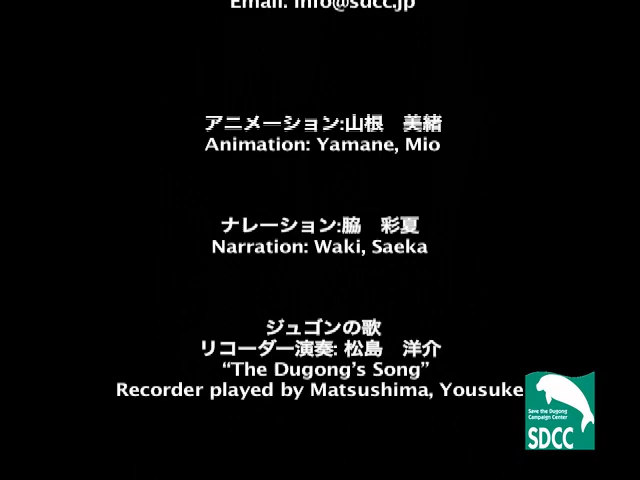 Email: info@sdcc.jp
アニメーション:山根　美緒
Animation: Yamane, Mio
ナレーション:脇　彩夏
Narration: Waki, Saeka
ジュゴンの歌
リコーダー演奏: 松島　洋介
“The Dugong’s Song”
Recorder played by Matsushima, Yousuke
Save the Dugong
Campaign Center
SDCC